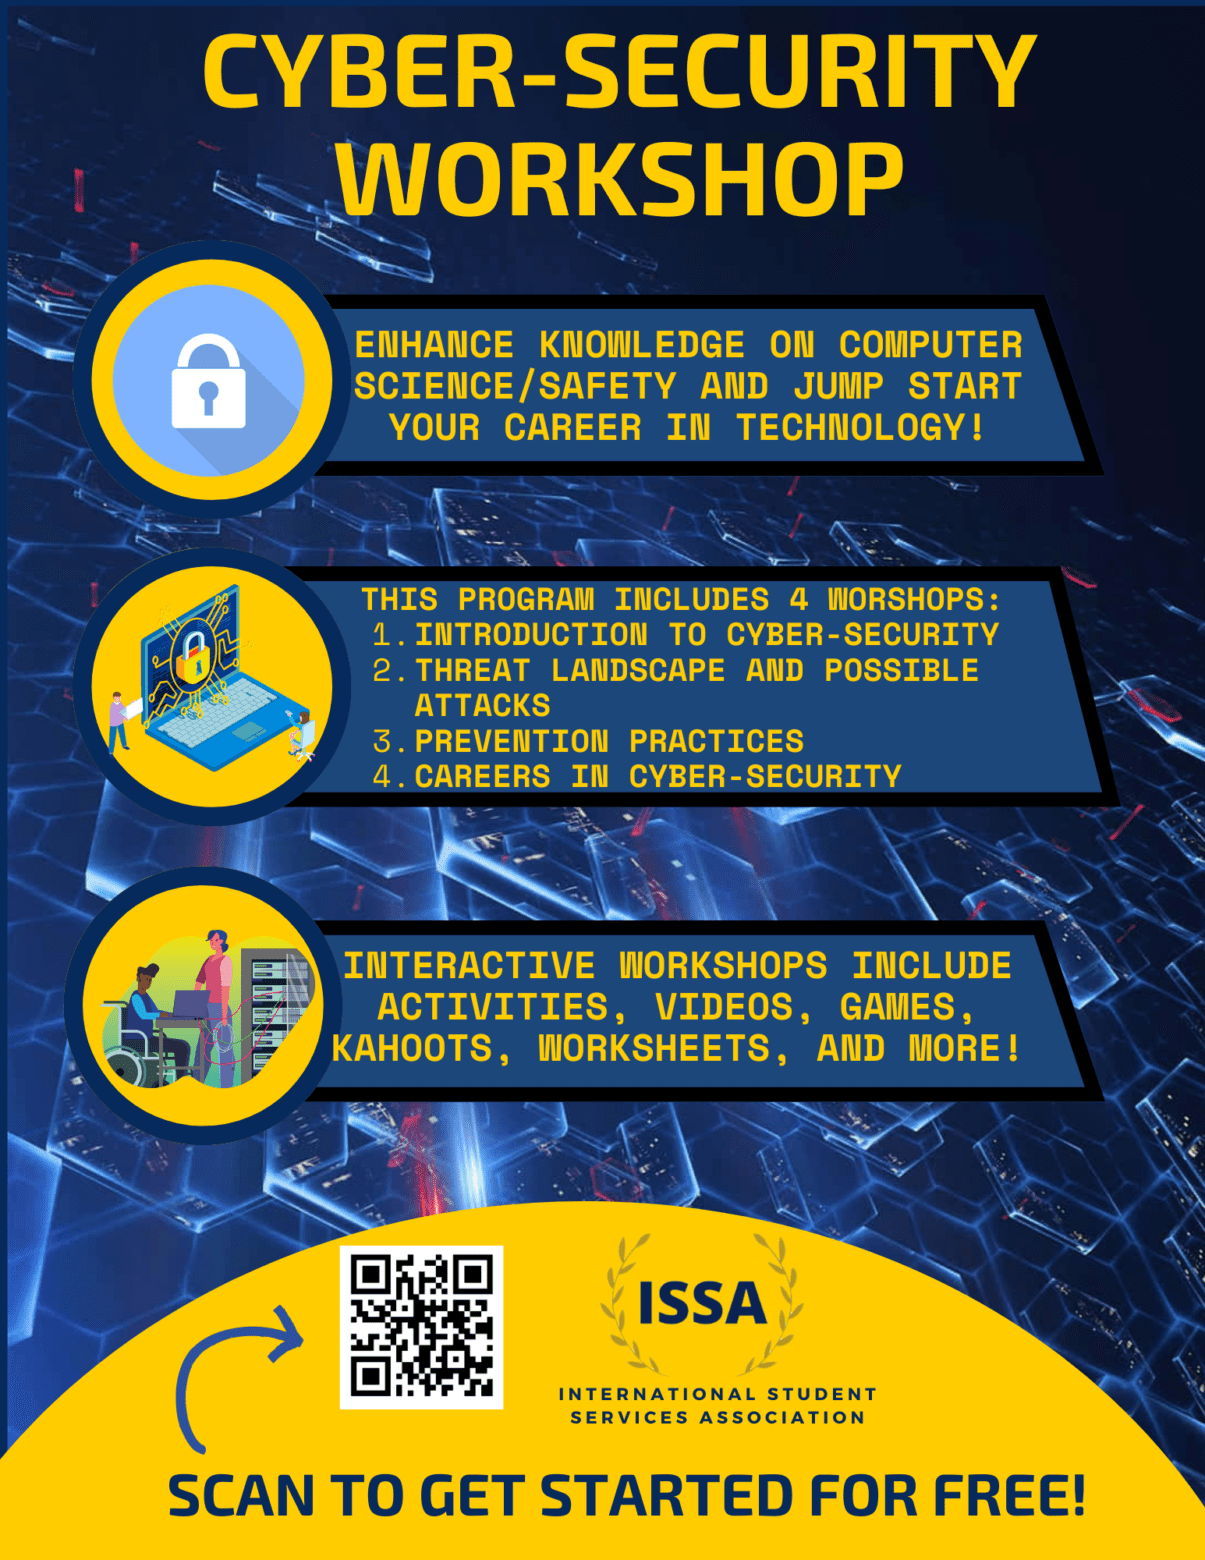 CYBER-SECURITY
WORKSHOP
ENHANCE KNOWLEDGE ON COMPUTER
SCIENCE/SAFETY AND JUMP START
YOUR CAREER IN TECHNOLOGY!
THIS PROGRAM INCLUDES 4 WORSHOPS:
1. INTRODUCTION TO CYBER-SECURITY
2. THREAT LANDSCAPE AND POSSIBLE
ATTACKS
3. PREVENTION PRACTICES
4. CAREERS IN CYBER-SECURITY
INTERACTIVE WORKSHOPS INCLUDE
ACTIVITIES, VIDEOS, GAMES,
KAHOOTS, WORKSHEETS, AND MORE!
ISSA
INTERNATIONAL STUDENT
SERVICES ASSOCIATION
SCAN TO GET STARTED FOR FREE!